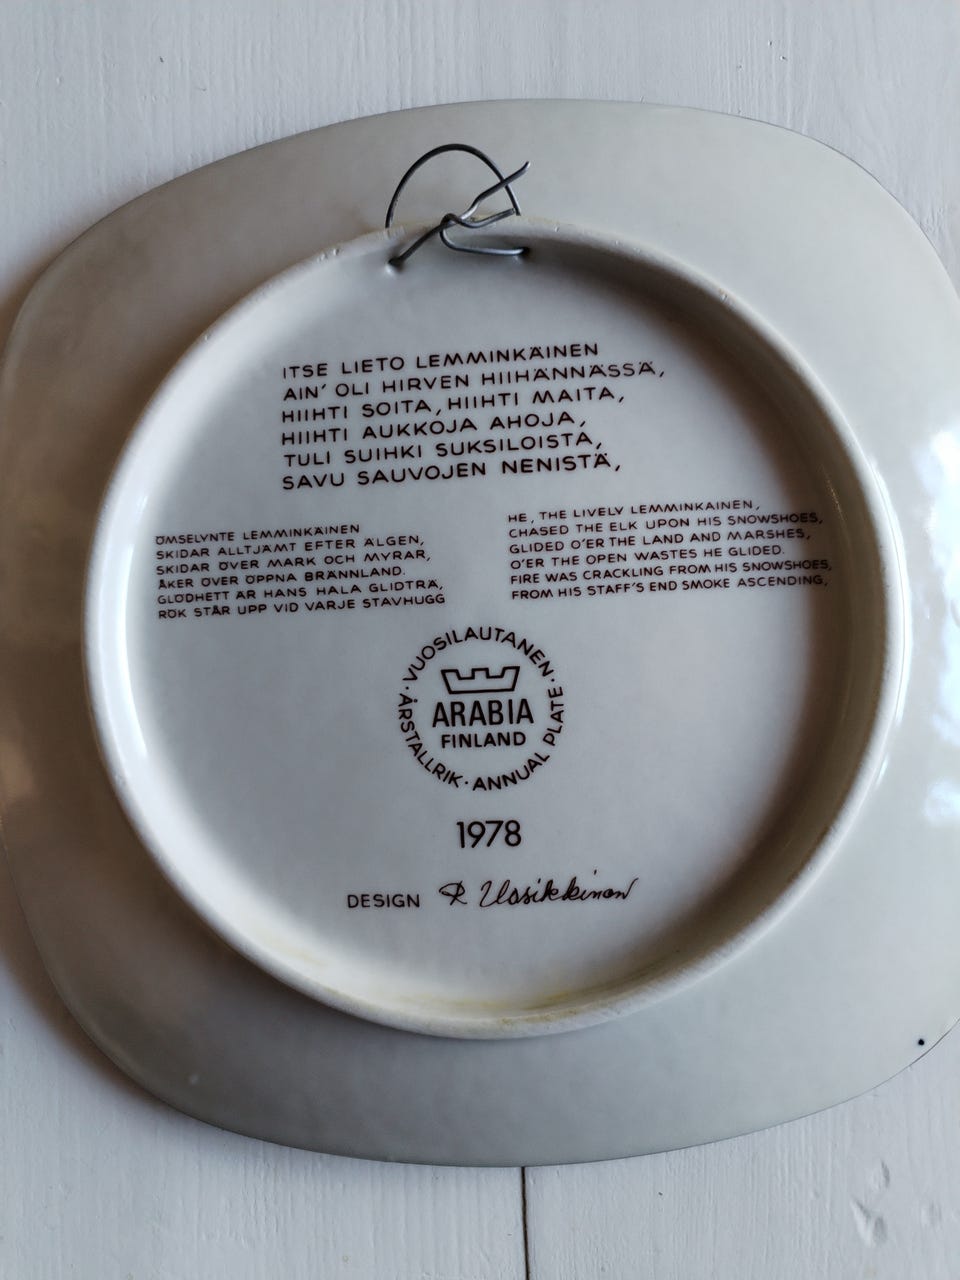 ITSE LIETO LEMMINKÄINEN
AIN' OLI HIRVEN HIIHÄNNÄSSÄ,
HIIHTI SOITA, HIIHTI MAITA,
HIIHTI AUKKOJA AHOJA,
TULI SUIHKI SUKSILOISTA,
SAVU SAUVOJEN NENISTÄ,
ÖMSELYNTE LEMMINKÄINEN
SKIDAR ALLTJÄMT EFTER ÄLGEN,
SKIDAR ÖVER MARK OCH MYRAR,
ÅKER ÖVER ÖPPNA BRÄNNLAND.
GLÖDHETT ÄR HANS HALA GLIDTRÄ,
RÖK STÅR UPP VID VARJE STAVHUGG
HE, THE LIVELY LEMMINKAINEN,
CHASED THE ELK UPON HIS SNOWSHOES,
GLIDED O'ER THE LAND AND MARSHES,
O'ER THE OPEN WASTES HE GLIDED.
FIRE WAS CRACKLING FROM HIS SNOWSHOES,
FROM HIS STAFF'S END SMOKE ASCENDING,
· VUOSILAUTANEN ·
ARABIA
FINLAND
ÅRSTALLRIK · ANNUAL PLATE
1978
DESIGN R Uosikkinen